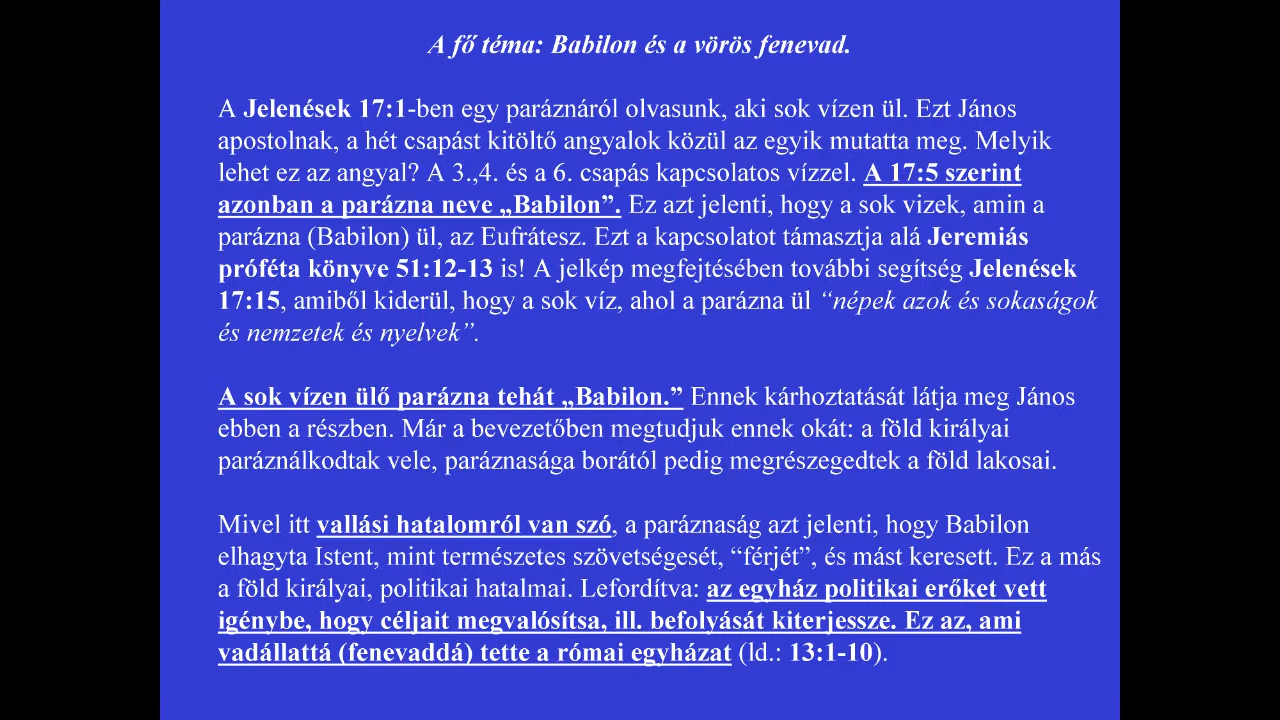 A fő téma: Babilon és a vörös fenevad.
A Jelenések 17:1-ben egy paráznáról olvasunk, aki sok vízen ül. Ezt János
apostolnak, a hét csapást kitöltő angyalok közül az egyik mutatta meg. Melyik
lehet ez az angyal? A 3.,4. és a 6. csapás kapcsolatos vízzel. A 17:5 szerint
azonban a parázna neve „Babilon”. Ez azt jelenti, hogy a sok vizek, amin a
parázna (Babilon) ül, az Eufrátesz. Ezt a kapcsolatot támasztja alá Jeremiás
próféta könyve 51:12-13 is! A jelkép megfejtésében további segítség Jelenések
17:15, amiből kiderül, hogy a sok víz, ahol a parázna ül “népek azok és sokaságok
és nemzetek és nyelvek”.
A sok vízen ülő parázna tehát „Babilon.” Ennek kárhoztatását látja meg János
ebben a részben. Már a bevezetőben megtudjuk ennek okát: a föld királyai
paráználkodtak vele, paráznasága borától pedig megrészegedtek a föld lakosai.
Mivel itt vallási hatalomról van szó, a paráznaság azt jelenti, hogy Babilon
elhagyta Istent, mint természetes szövetségesét, “férjét”, és mást keresett. Ez a más
a föld királyai, politikai hatalmai. Lefordítva: az egyház politikai erőket vett
igénybe, hogy céljait megvalósítsa, ill. befolyását kiterjessze. Ez az, ami
vadállattá (fenevaddá) tette a római egyházat (ld.: 13:1-10).